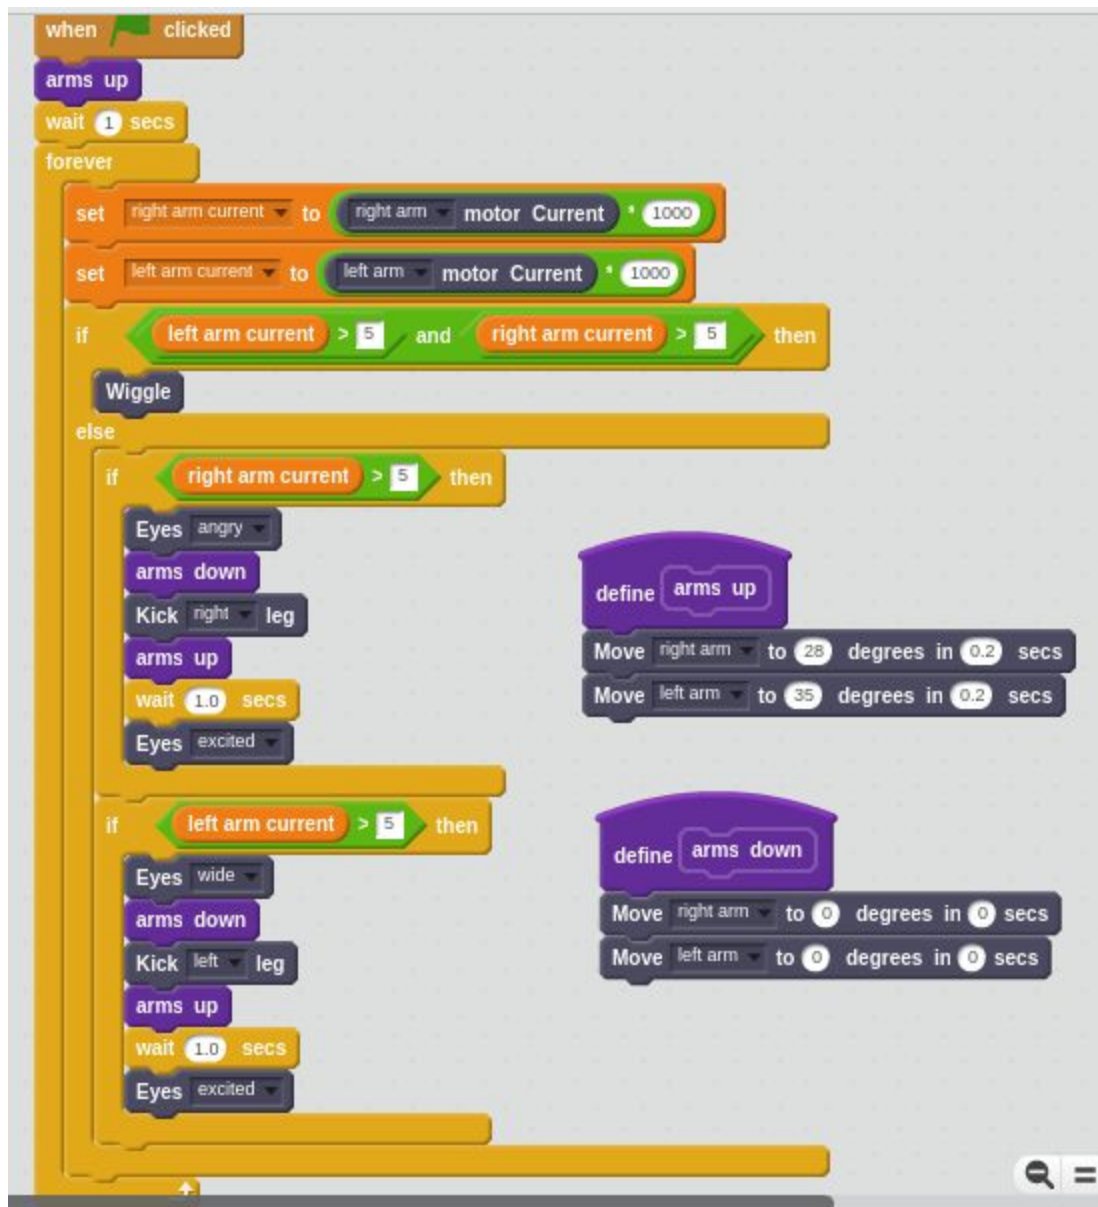 when clicked
arms up
wait 1 secs
forever
set right arm current to right arm motor Current * 1000
set left arm current to left arm motor Current * 1000
if left arm current > 5 and right arm current > 5 then
Wiggle
else
if right arm current > 5 then
Eyes angry
arms down
Kick right leg
arms up
wait 1.0 secs
Eyes excited
if left arm current > 5 then
Eyes wide
arms down
Kick left leg
arms up
wait 1.0 secs
Eyes excited
define arms up
Move right arm to 28 degrees in 0.2 secs
Move left arm to 35 degrees in 0.2 secs
define arms down
Move right arm to 0 degrees in 0 secs
Move left arm to 0 degrees in 0 secs